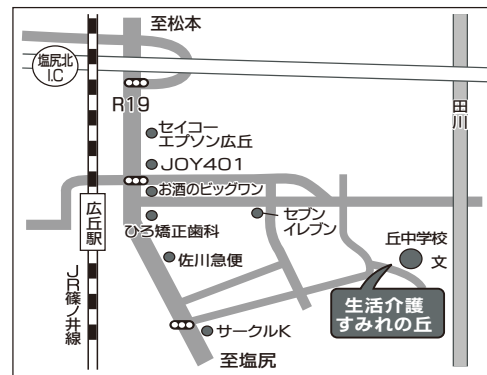 至松本
塩尻北
I.C
R19
セイコー
エプソン広丘
JOY401
お酒のビッグワン
ひろ矯正歯科
セブン
イレブン
佐川急便
サークルK
至塩尻
広丘駅
JR篠ノ井線
田川
丘中学校
文
生活介護
すみれの丘